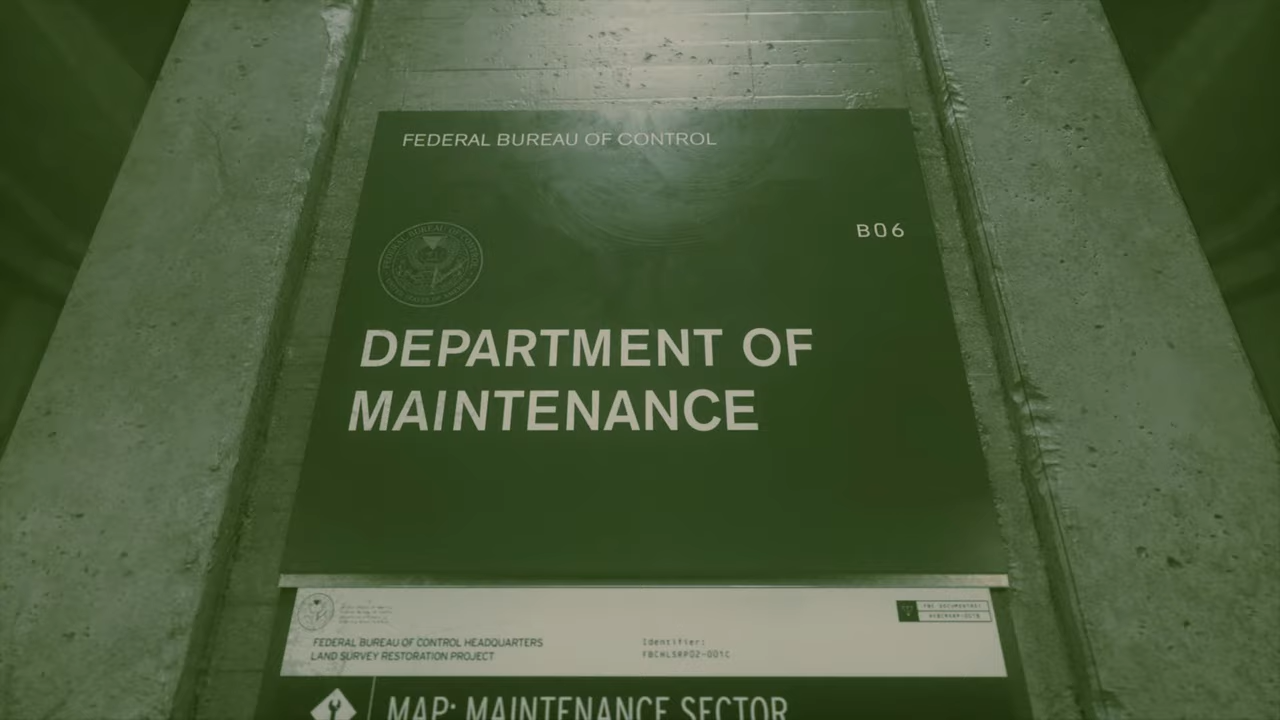 FEDERAL BUREAU OF CONTROL
B06
DEPARTMENT OF
MAINTENANCE
FEDERAL BUREAU OF CONTROL HEADQUARTERS
LAND SURVEY RESTORATION PROJECT
Identifier:
MAP: MAINTENANCE SECTOR